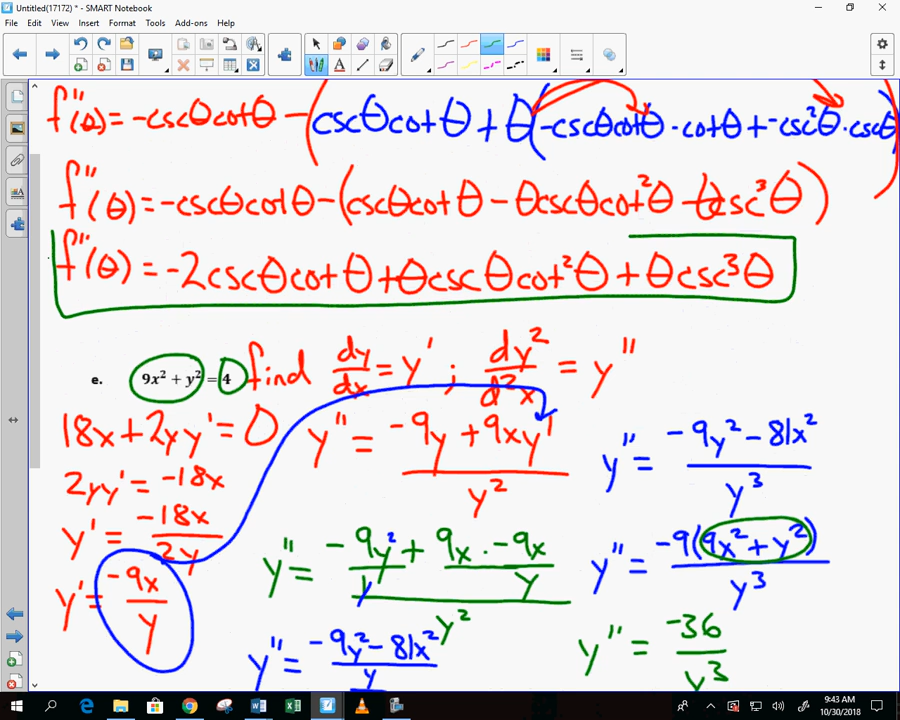 Untitled(17172) * - SMART Notebook
File Edit View Insert Format Tools Add-ons Help
f''(θ) = -cscθcotθ - (cscθcotθ + θ(-cscθcotθ·cotθ + -csc²θ·cscθ
f''(θ) = -cscθcotθ - (cscθcotθ - θcscθcot²θ - θcsc³θ)
f''(θ) = -2cscθcotθ + θcscθcot²θ + θcsc³θ
e. 9x² + y² = 4 find dy/dx = y' ; dy²/d²x = y''
18x + 2yy' = 0
2yy' = -18x
y' = -18x/2y
y' = -9x/y
y'' = (-9y + 9xy')/y²
y'' = (-9y²/y + 9x·-9x/y)/y²
y'' = (-9y² - 81x²)/y
y'' = (-9y² - 81x²)/y³
y'' = -9(9x² + y²)/y³
y'' = -36/y³
9:43 AM
10/30/2018